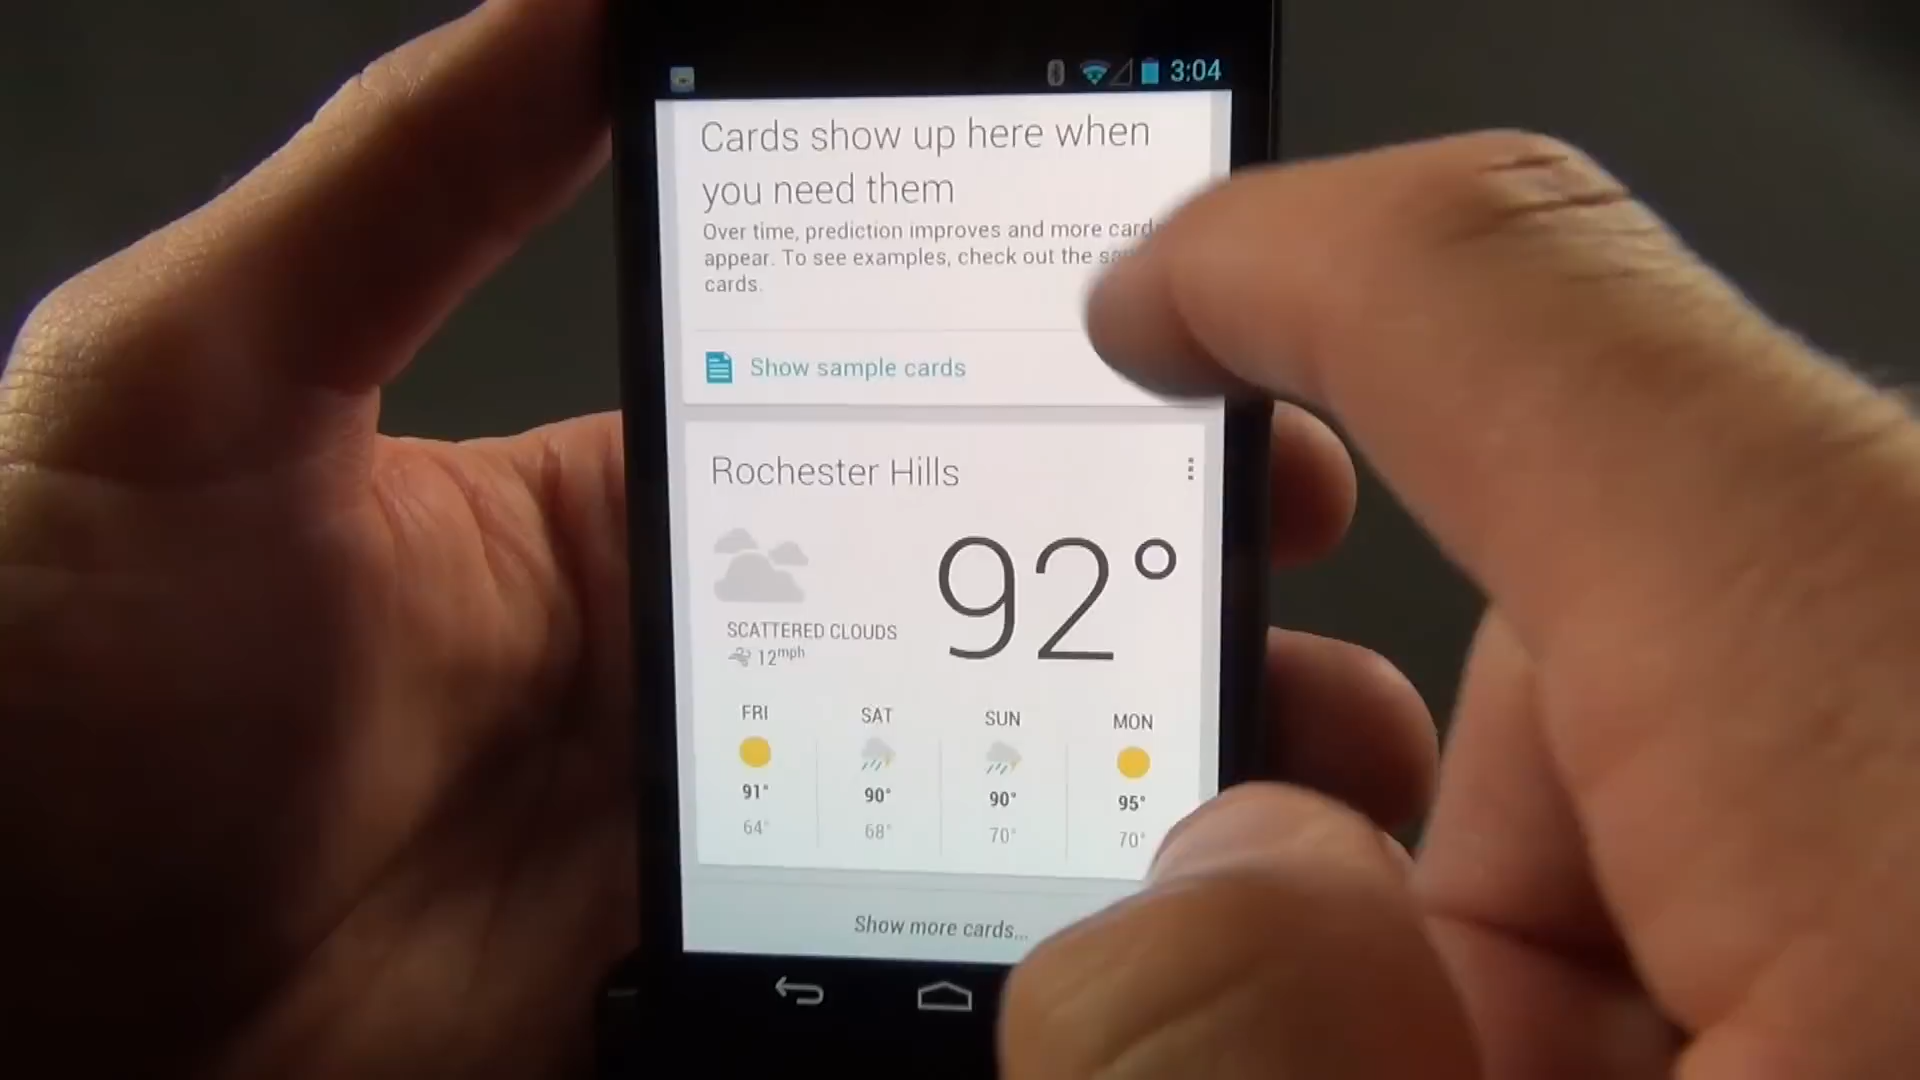 3:04
Cards show up here when
you need them
Over time, prediction improves and more
appear. To see examples, check out the
cards.
Show sample cards
Rochester Hills
92°
SCATTERED CLOUDS
12mph
FRI SAT SUN MON
91° 90° 90° 95°
64° 68° 70° 70°
Show more cards...